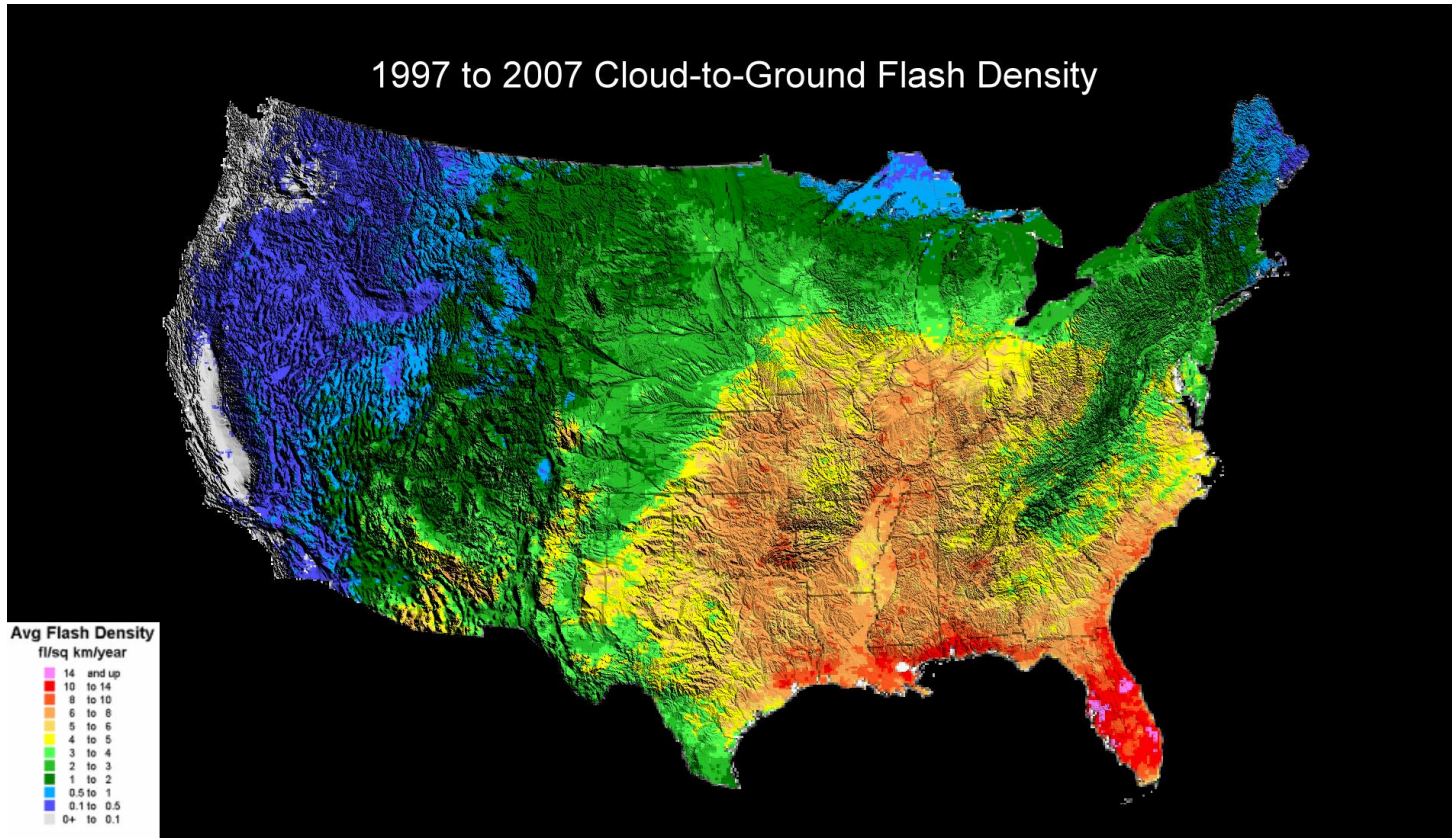 1997 to 2007 Cloud-to-Ground Flash Density
Avg Flash Density
fl/sq km/year
14 and up
10 to 14
8 to 10
6 to 8
5 to 6
4 to 5
3 to 4
2 to 3
1 to 2
0.5 to 1
0.1 to 0.5
0+ to 0.1